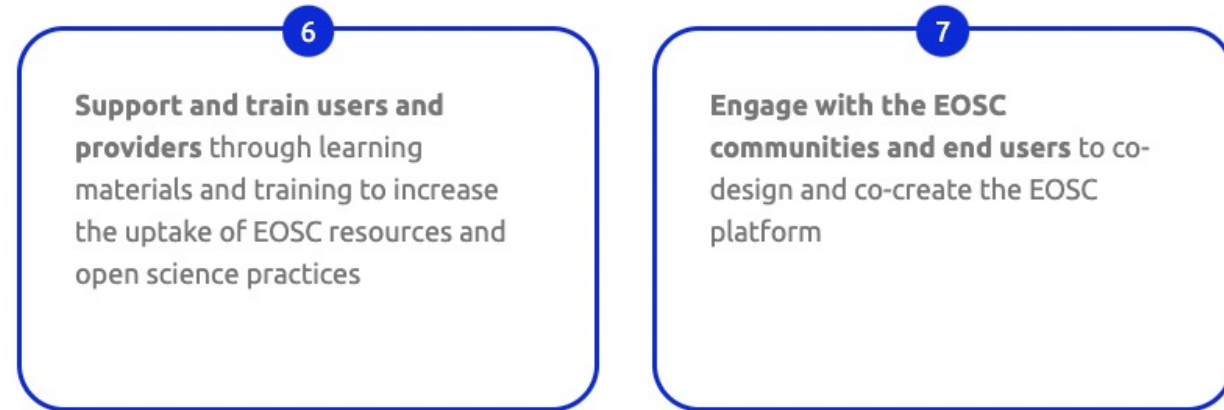 6
Support and train users and
providers through learning
materials and training to increase
the uptake of EOSC resources and
open science practices
7
Engage with the EOSC
communities and end users to co-
design and co-create the EOSC
platform